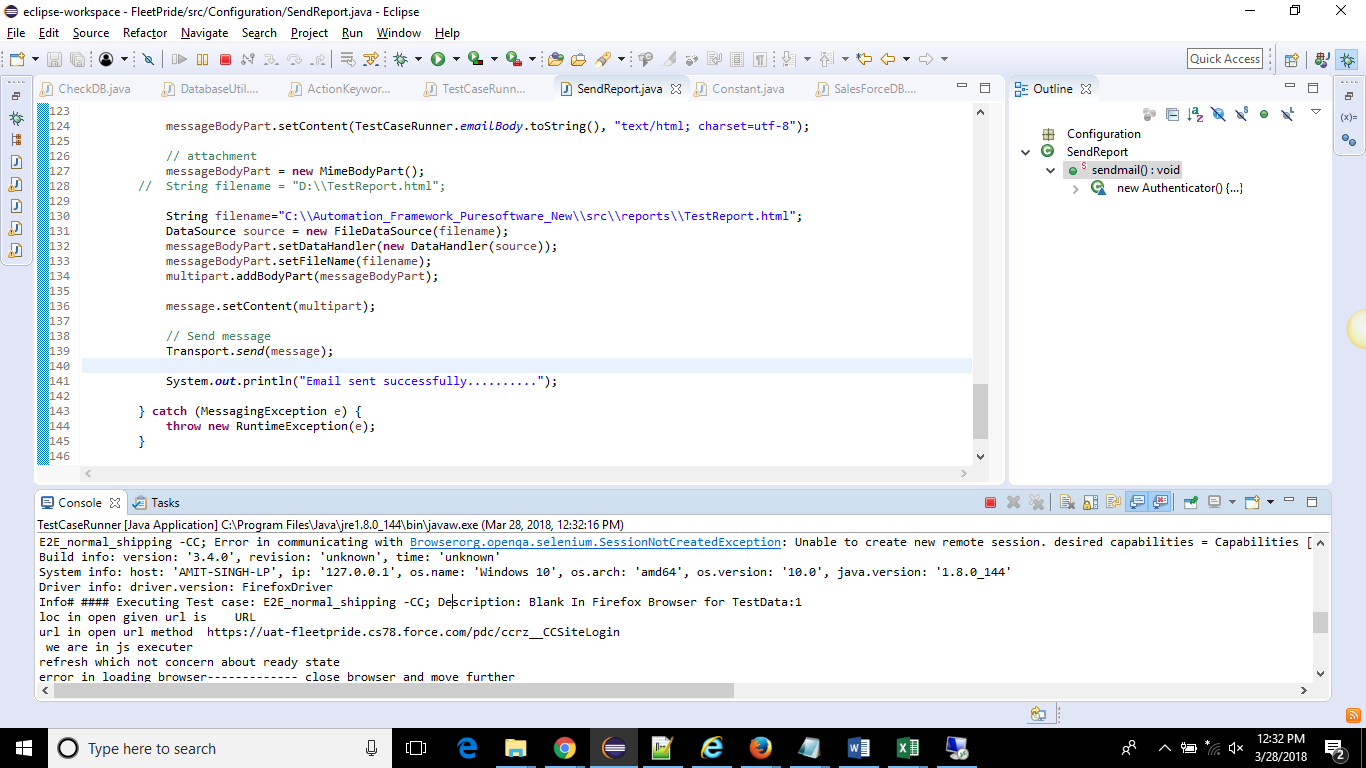 eclipse-workspace - FleetPride/src/Configuration/SendReport.java - Eclipse
File Edit Source Refactor Navigate Search Project Run Window Help
Quick Access
CheckDB.java DatabaseUtil.... ActionKeywor... TestCaseRunn... SendReport.java Constant.java SalesForceDB....
123
124 messageBodyPart.setContent(TestCaseRunner.emailBody.toString(), "text/html; charset=utf-8");
125
126 // attachment
127 messageBodyPart = new MimeBodyPart();
128 // String filename = "D:\\TestReport.html";
129
130 String filename="C:\\Automation_Framework_Puresoftware_New\\src\\reports\\TestReport.html";
131 DataSource source = new FileDataSource(filename);
132 messageBodyPart.setDataHandler(new DataHandler(source));
133 messageBodyPart.setFileName(filename);
134 multipart.addBodyPart(messageBodyPart);
135
136 message.setContent(multipart);
137
138 // Send message
139 Transport.send(message);
140
141 System.out.println("Email sent successfully..........");
142
143 } catch (MessagingException e) {
144 throw new RuntimeException(e);
145 }
146
Outline
Configuration
SendReport
sendmail() : void
new Authenticator() {...}
Console Tasks
TestCaseRunner [Java Application] C:\Program Files\Java\jre1.8.0_144\bin\javaw.exe (Mar 28, 2018, 12:32:16 PM)
E2E_normal_shipping -CC; Error in communicating with Browserorg.openqa.selenium.SessionNotCreatedException: Unable to create new remote session. desired capabilities = Capabilities [
Build info: version: '3.4.0', revision: 'unknown', time: 'unknown'
System info: host: 'AMIT-SINGH-LP', ip: '127.0.0.1', os.name: 'Windows 10', os.arch: 'amd64', os.version: '10.0', java.version: '1.8.0_144'
Driver info: driver.version: FirefoxDriver
Info# #### Executing Test case: E2E_normal_shipping -CC; Description: Blank In Firefox Browser for TestData:1
loc in open given url is URL
url in open url method https://uat-fleetpride.cs78.force.com/pdc/ccrz__CCSiteLogin
we are in js executer
refresh which not concern about ready state
error in loading browser------------- close browser and move further
Type here to search
12:32 PM
3/28/2018
2